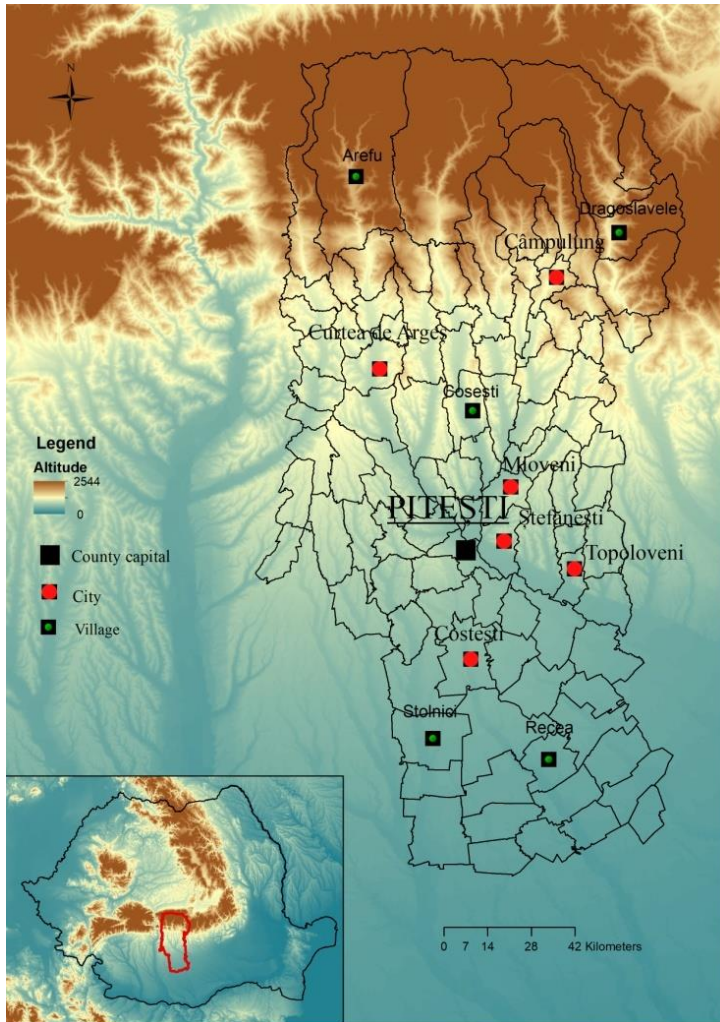 N
Arefu
Dragoslavele
Câmpulung
Curtea de Argeș
Cosești
Mioveni
PITEȘTI
Ștefănești
Topoloveni
Costești
Stolnici
Recea
Legend
Altitude
2544
0
County capital
City
Village
0 7 14 28 42 Kilometers